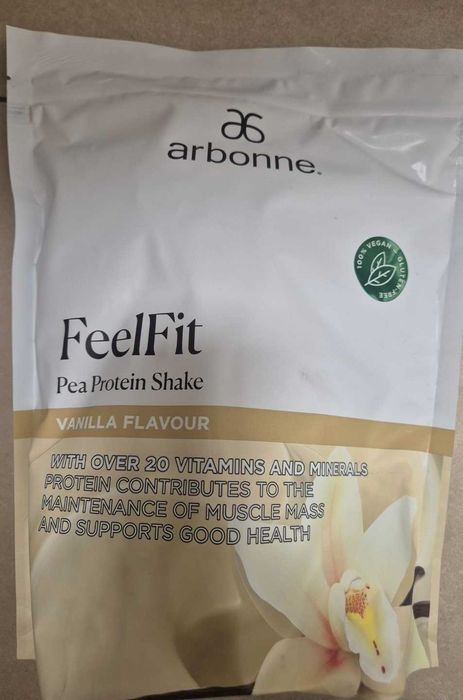 arbonne.
100% VEGAN + GLUTEN-FREE
FeelFit
Pea Protein Shake
VANILLA FLAVOUR
WITH OVER 20 VITAMINS AND MINERALS
PROTEIN CONTRIBUTES TO THE
MAINTENANCE OF MUSCLE MASS
AND SUPPORTS GOOD HEALTH